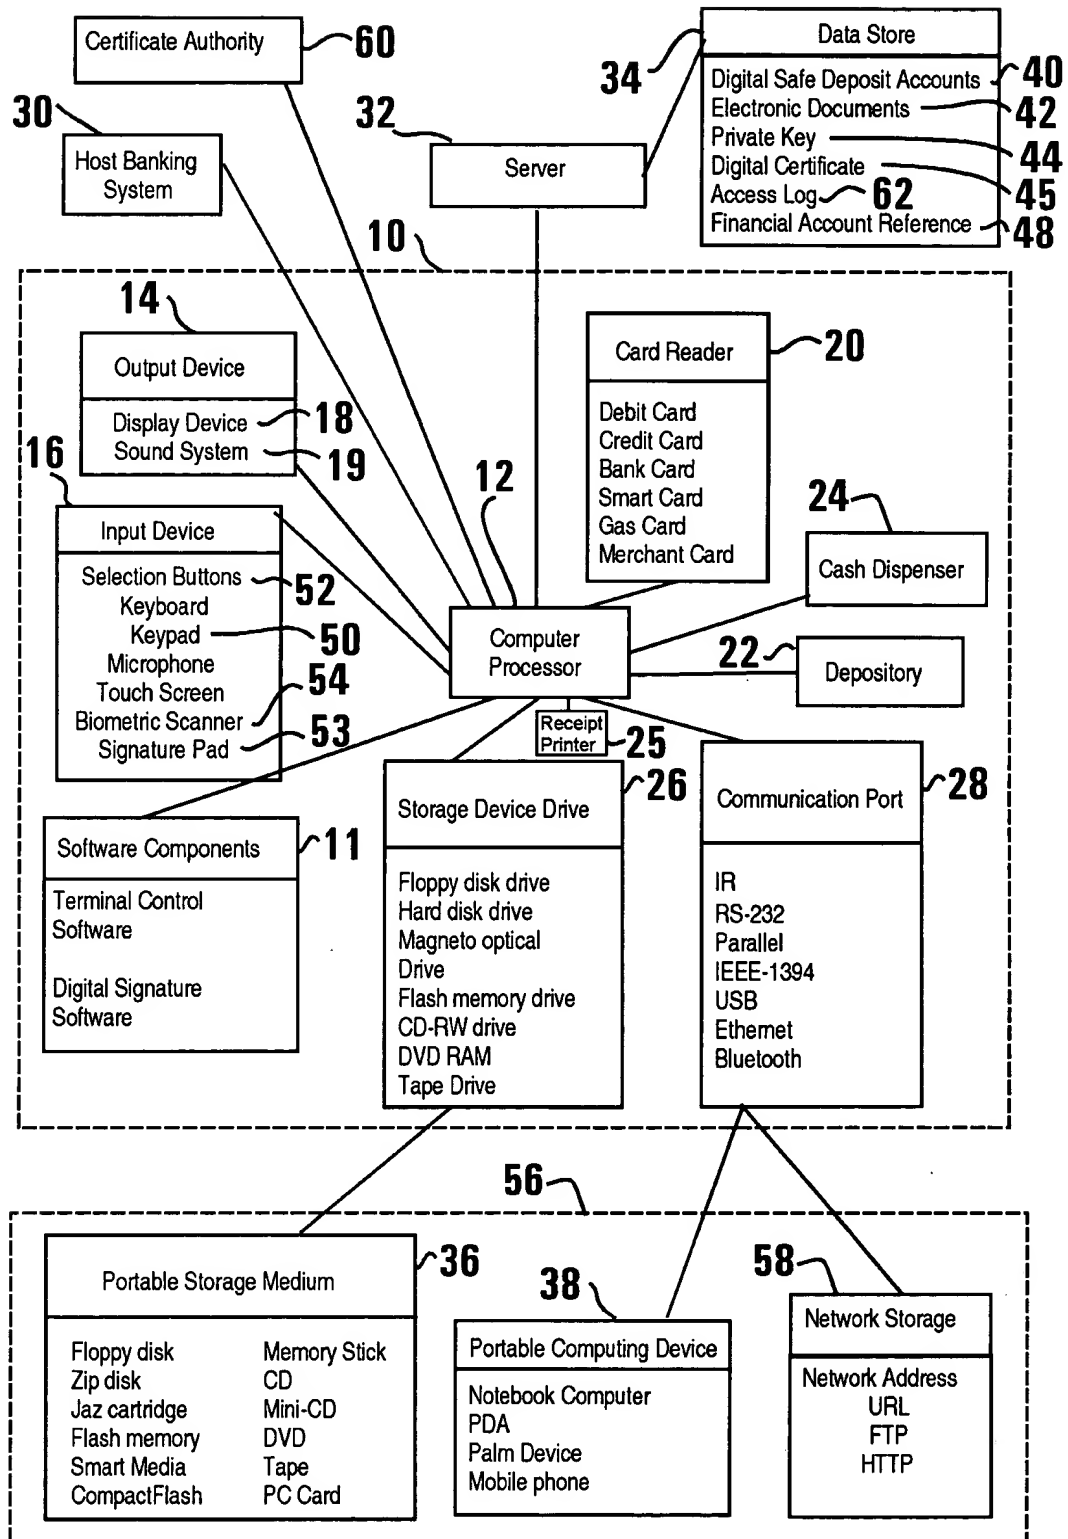 Certificate Authority
60
34
Data Store
Digital Safe Deposit Accounts
40
Electronic Documents
42
Private Key
44
Digital Certificate
45
Access Log
62
Financial Account Reference
48
30
Host Banking
System
32
Server
10
14
Output Device
Display Device
18
Sound System
19
Card Reader
20
Debit Card
Credit Card
Bank Card
Smart Card
Gas Card
Merchant Card
16
Input Device
Selection Buttons
52
Keyboard
Keypad
50
Microphone
Touch Screen
Biometric Scanner
54
Signature Pad
53
12
Computer
Processor
24
Cash Dispenser
22
Depository
Receipt
Printer
25
Software Components
11
Terminal Control
Software
Digital Signature
Software
Storage Device Drive
26
Floppy disk drive
Hard disk drive
Magneto optical
Drive
Flash memory drive
CD-RW drive
DVD RAM
Tape Drive
Communication Port
28
IR
RS-232
Parallel
IEEE-1394
USB
Ethernet
Bluetooth
56
Portable Storage Medium
36
Floppy disk
Zip disk
Jaz cartridge
Flash memory
Smart Media
CompactFlash
Memory Stick
CD
Mini-CD
DVD
Tape
PC Card
38
Portable Computing Device
Notebook Computer
PDA
Palm Device
Mobile phone
58
Network Storage
Network Address
URL
FTP
HTTP